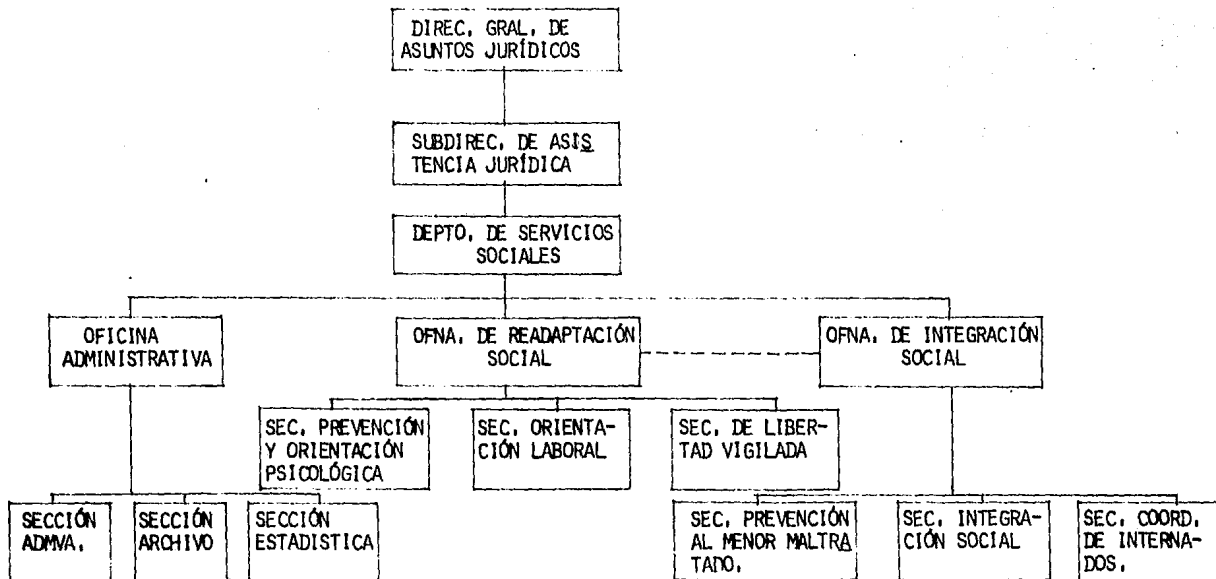 DIREC. GRAL. DE
ASUNTOS JURÍDICOS
SUBDIREC. DE ASIS
TENCIA JURÍDICA
DEPTO. DE SERVICIOS
SOCIALES
OFICINA
ADMINISTRATIVA
OFNA. DE READAPTACIÓN
SOCIAL
OFNA. DE INTEGRACIÓN
SOCIAL
SEC. PREVENCIÓN
Y ORIENTACIÓN
PSICOLÓGICA
SEC. ORIENTA-
CIÓN LABORAL
SEC. DE LIBER-
TAD VIGILADA
SECCIÓN
ADMVA.
SECCIÓN
ARCHIVO
SECCIÓN
ESTADISTICA
SEC. PREVENCIÓN
AL MENOR MALTRA
TADO.
SEC. INTEGRA-
CIÓN SOCIAL
SEC. COORD.
DE INTERNA-
DOS.